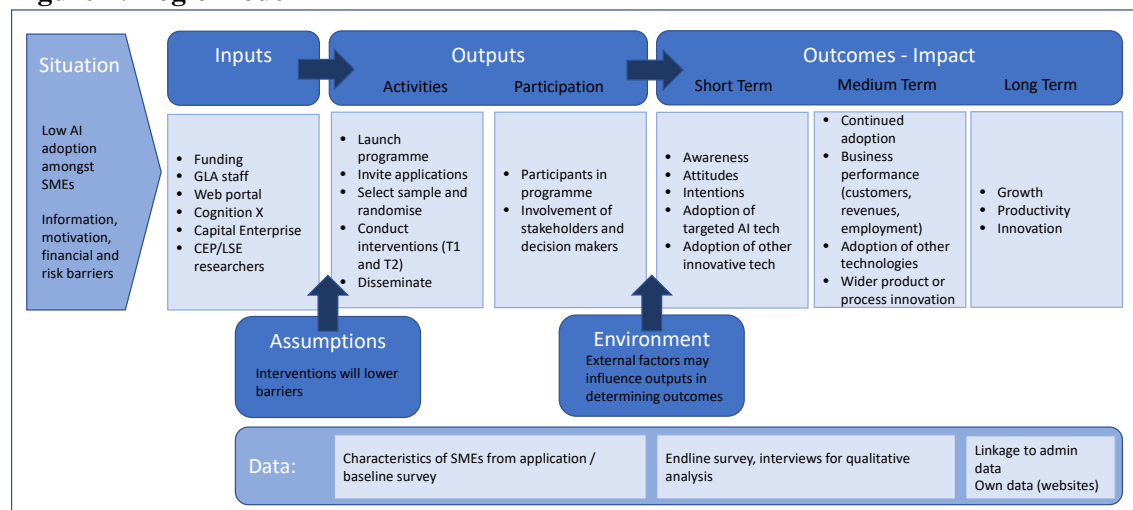 Situation
Low AI
adoption
amongst
SMEs
Information,
motivation,
financial and
risk barriers
Inputs
• Funding
• GLA staff
• Web portal
• Cognition X
• Capital Enterprise
• CEP/LSE
researchers
Outputs
Activities
• Launch
programme
• Invite applications
• Select sample and
randomise
• Conduct
interventions (T1
and T2)
• Disseminate
Participation
• Participants in
programme
• Involvement of
stakeholders and
decision makers
Outcomes - Impact
Short Term
• Awareness
• Attitudes
• Intentions
• Adoption of
targeted AI tech
• Adoption of other
innovative tech
Medium Term
• Continued
adoption
• Business
performance
(customers,
revenues,
employment)
• Adoption of other
technologies
• Wider product or
process innovation
Long Term
• Growth
• Productivity
• Innovation
Assumptions
Interventions will lower
barriers
Environment
External factors may
influence outputs in
determining outcomes
Data:
Characteristics of SMEs from application /
baseline survey
Endline survey, interviews for qualitative
analysis
Linkage to admin
data
Own data (websites)